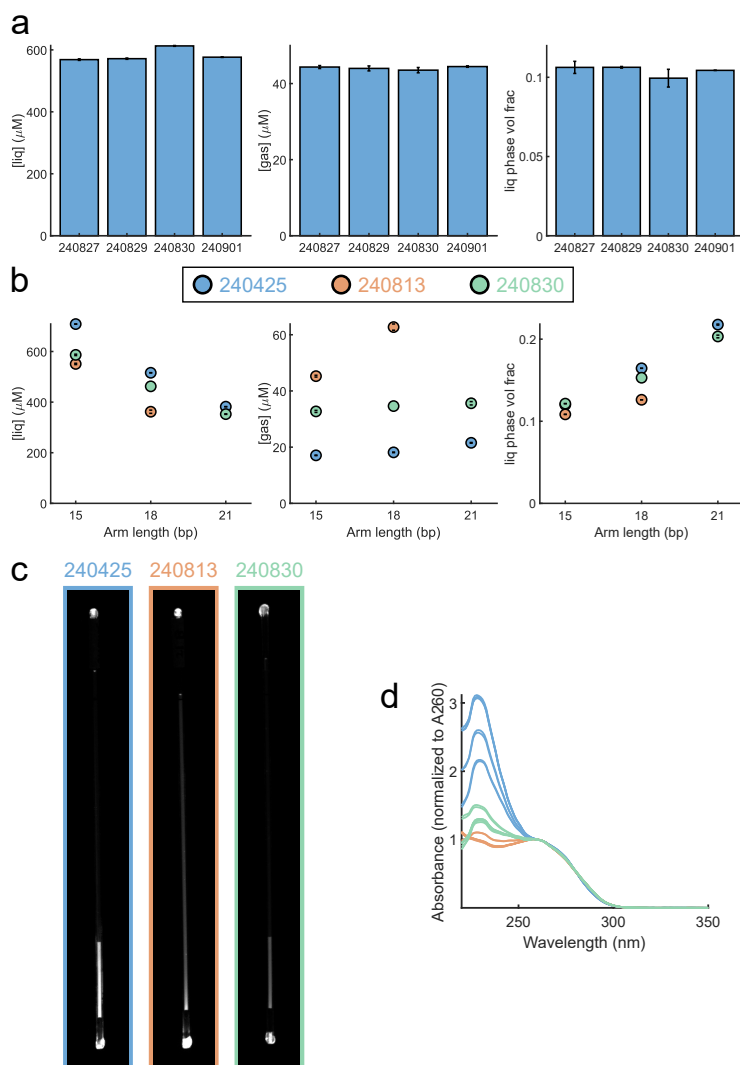 a
[liq] (μM)
600
400
200
0
240827 240829 240830 240901
[gas] (μM)
40
20
0
240827 240829 240830 240901
liq phase vol frac
0.1
0.05
0
240827 240829 240830 240901
b
240425 240813 240830
[liq] (μM)
600
400
200
0
15 18 21
Arm length (bp)
[gas] (μM)
60
40
20
0
15 18 21
Arm length (bp)
liq phase vol frac
0.2
0.1
0
15 18 21
Arm length (bp)
c
240425 240813 240830
d
Absorbance (normalized to A260)
3
2
1
250 300 350
Wavelength (nm)